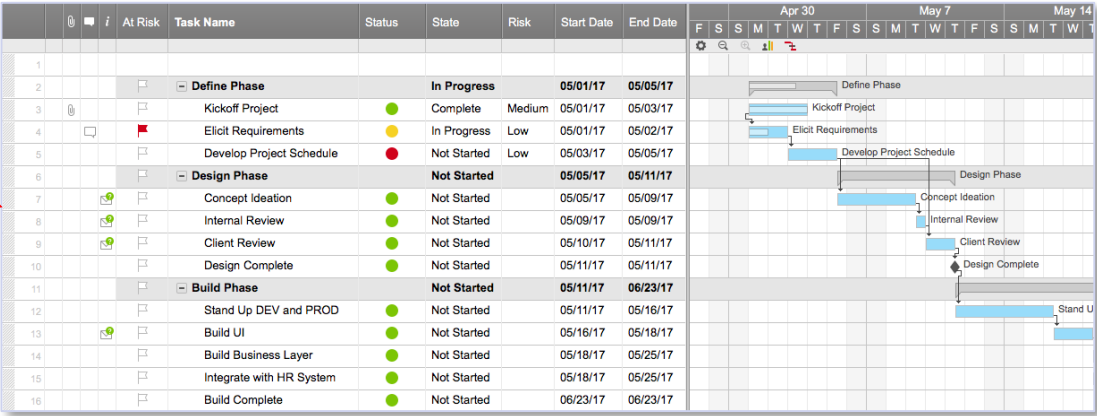 Apr 30 May 7 May 14
i At Risk Task Name Status State Risk Start Date End Date F S S M T W T F S S M T W T F S S M T W T
1
2 Define Phase In Progress 05/01/17 05/05/17 Define Phase
3 Kickoff Project Complete Medium 05/01/17 05/03/17 Kickoff Project
4 Elicit Requirements In Progress Low 05/01/17 05/02/17 Elicit Requirements
5 Develop Project Schedule Not Started Low 05/03/17 05/05/17 Develop Project Schedule
6 Design Phase Not Started 05/05/17 05/11/17 Design Phase
7 Concept Ideation Not Started 05/05/17 05/09/17 Concept Ideation
8 Internal Review Not Started 05/09/17 05/09/17 Internal Review
9 Client Review Not Started 05/10/17 05/11/17 Client Review
10 Design Complete Not Started 05/11/17 05/11/17 Design Complete
11 Build Phase Not Started 05/11/17 06/23/17
12 Stand Up DEV and PROD Not Started 05/11/17 05/16/17 Stand U
13 Build UI Not Started 05/16/17 05/18/17
14 Build Business Layer Not Started 05/18/17 05/25/17
15 Integrate with HR System Not Started 05/18/17 05/25/17
16 Build Complete Not Started 06/23/17 06/23/17